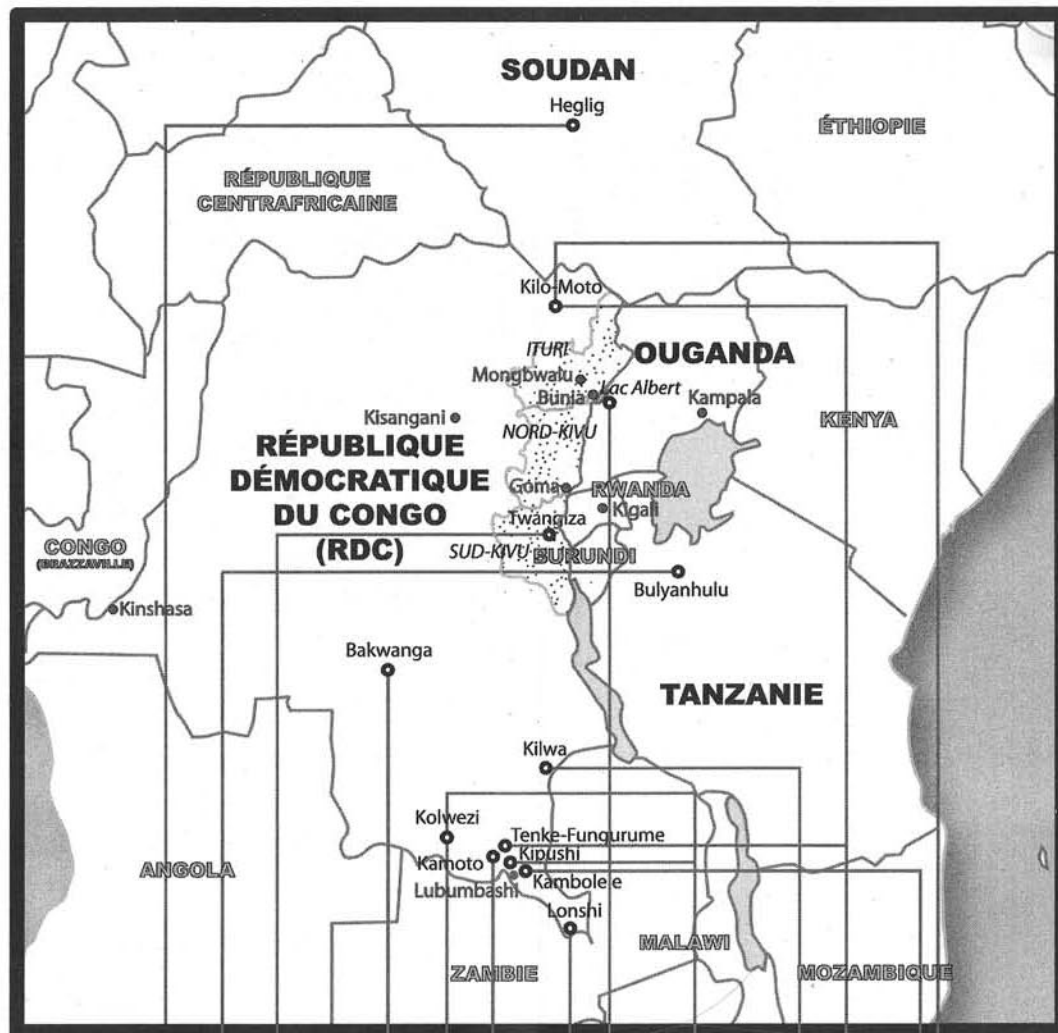 SOUDAN
Heglig
ÉTHIOPIE
RÉPUBLIQUE
CENTRAFRICAINE
Kilo-Moto
ITURI
OUGANDA
Mongbwalu
Lac Albert
Bunia
Kampala
Kisangani
KENYA
NORD-KIVU
RÉPUBLIQUE
DÉMOCRATIQUE
DU CONGO
(RDC)
Goma
RWANDA
Kigali
Twangiza
CONGO
(BRAZZAVILLE)
SUD-KIVU
BURUNDI
Bulyanhulu
Kinshasa
Bakwanga
TANZANIE
Kilwa
Kolwezi
Tenke-Fungurume
Kamoto
Kipushi
ANGOLA
Lubumbashi
Kambolele
Lonshi
MALAWI
ZAMBIE
MOZAMBIQUE